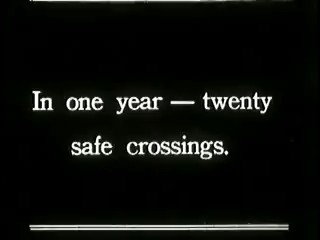 In one year — twenty
safe crossings.